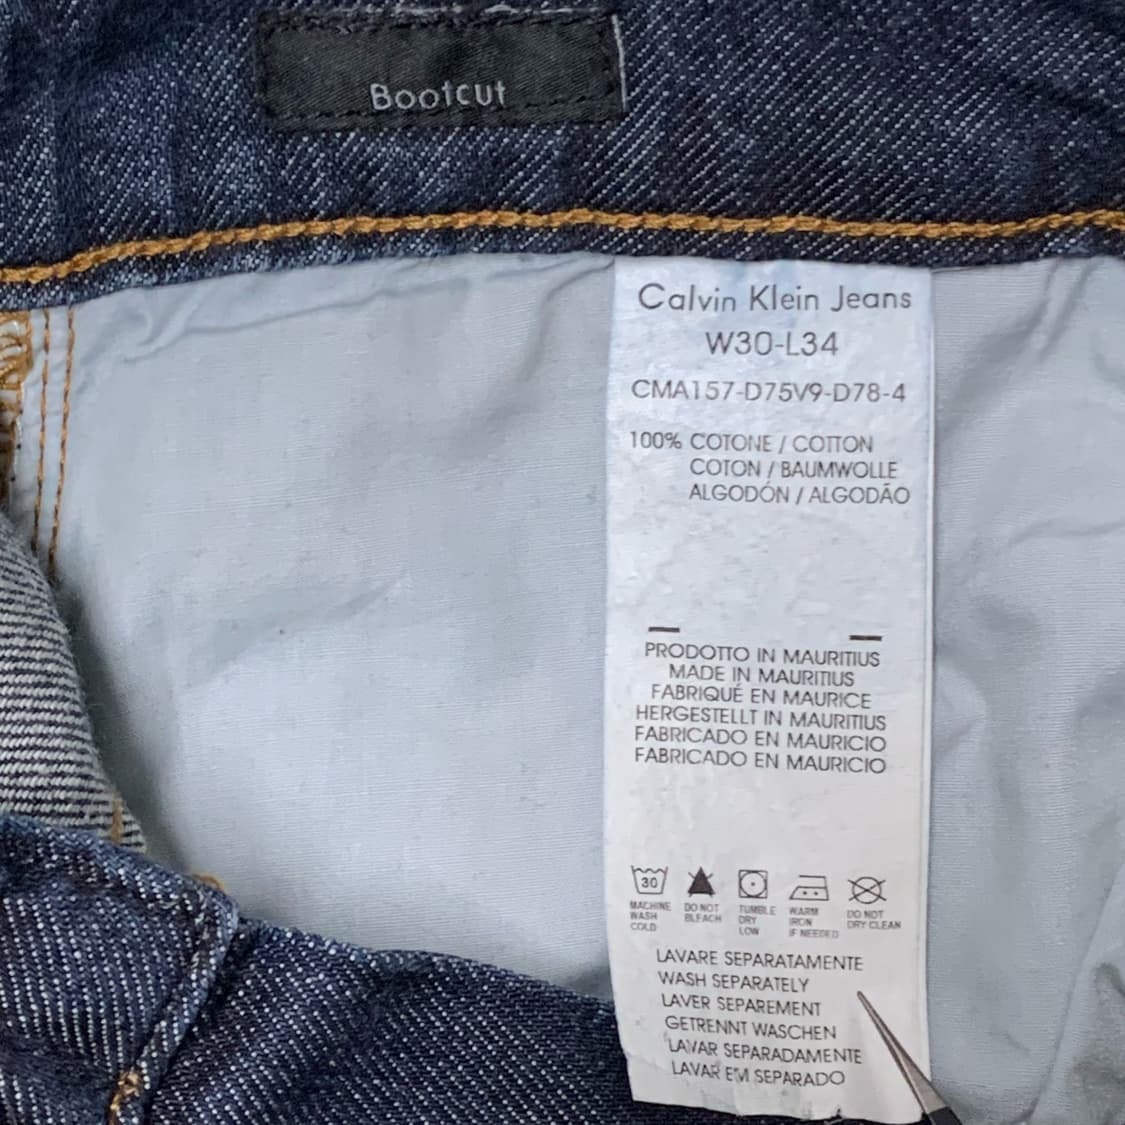 Bootcut
Calvin Klein Jeans
W30-L34
CMA157-D75V9-D78-4
100% COTONE / COTTON
COTON / BAUMWOLLE
ALGODÓN / ALGODÃO
PRODOTTO IN MAURITIUS
MADE IN MAURITIUS
FABRIQUÉ EN MAURICE
HERGESTELLT IN MAURITIUS
FABRICADO EN MAURICIO
FABRICADO EN MAURICIO
30
MACHINE WASH COLD
DO NOT BLEACH
TUMBLE DRY LOW
WARM IRON IF NEEDED
DO NOT DRY CLEAN
LAVARE SEPARATAMENTE
WASH SEPARATELY
LAVER SEPAREMENT
GETRENNT WASCHEN
LAVAR SEPARADAMENTE
LAVAR EM SEPARADO